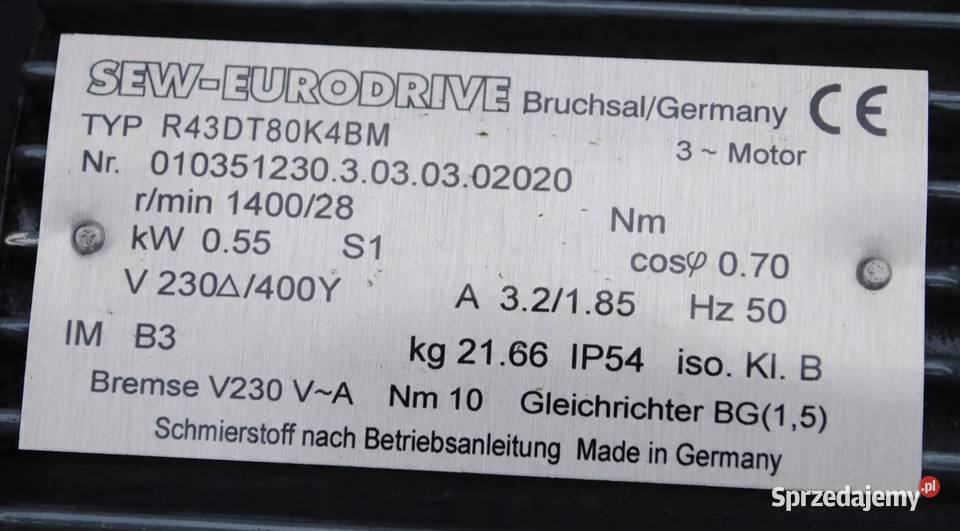 SEW-EURODRIVE Bruchsal/Germany CE
TYP R43DT80K4BM 3 ~ Motor
Nr. 010351230.3.03.03.02020
r/min 1400/28 Nm
kW 0.55 S1 cosφ 0.70
V 230Δ/400Y A 3.2/1.85 Hz 50
IM B3 kg 21.66 IP54 iso. Kl. B
Bremse V230 V~A Nm 10 Gleichrichter BG(1,5)
Schmierstoff nach Betriebsanleitung Made in Germany
Sprzedajemy.pl